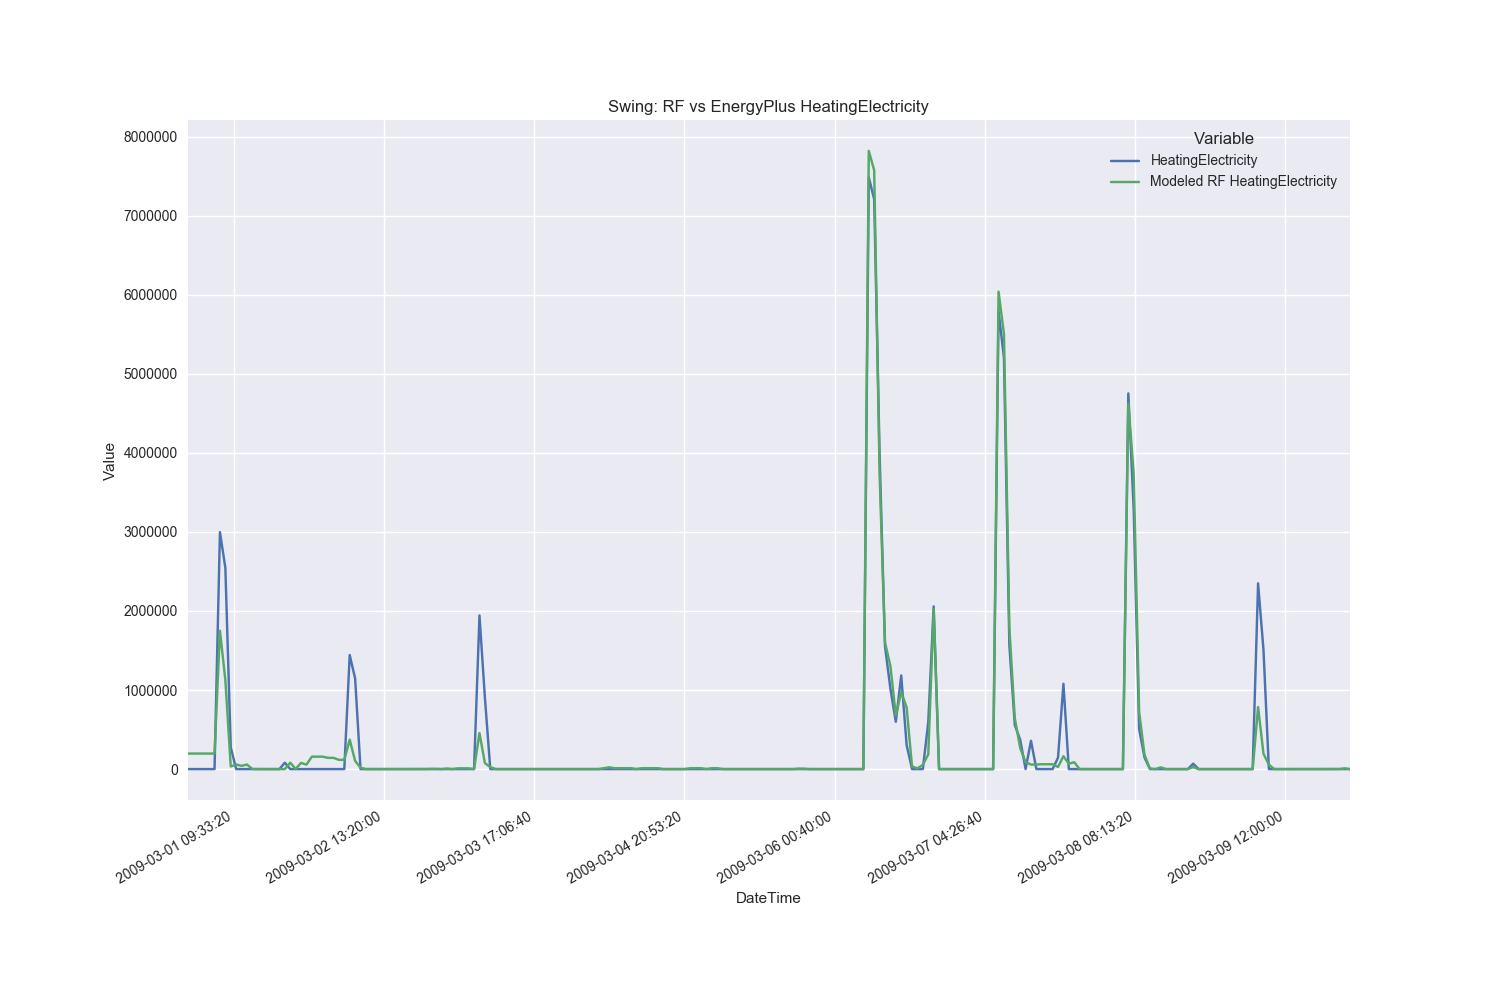 Swing: RF vs EnergyPlus HeatingElectricity
Variable
HeatingElectricity
Modeled RF HeatingElectricity
8000000
7000000
6000000
5000000
4000000
3000000
2000000
1000000
0
Value
2009-03-01 09:33:20
2009-03-02 13:20:00
2009-03-03 17:06:40
2009-03-04 20:53:20
2009-03-06 00:40:00
2009-03-07 04:26:40
2009-03-08 08:13:20
2009-03-09 12:00:00
DateTime